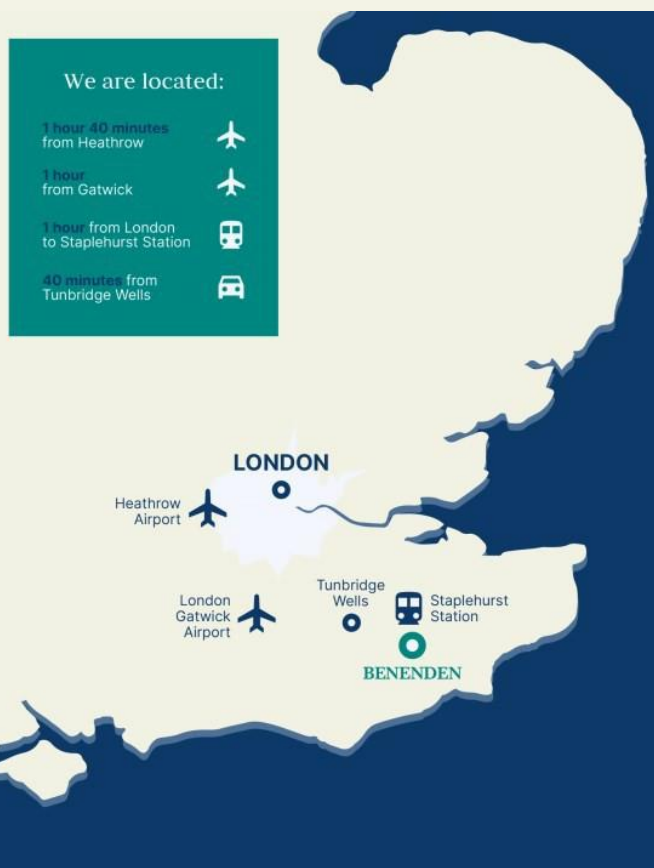 We are located:
1 hour 40 minutes
from Heathrow
1 hour
from Gatwick
1 hour from London
to Staplehurst Station
40 minutes from
Tunbridge Wells
LONDON
Heathrow
Airport
Tunbridge
Wells
London
Gatwick
Airport
Staplehurst
Station
BENENDEN